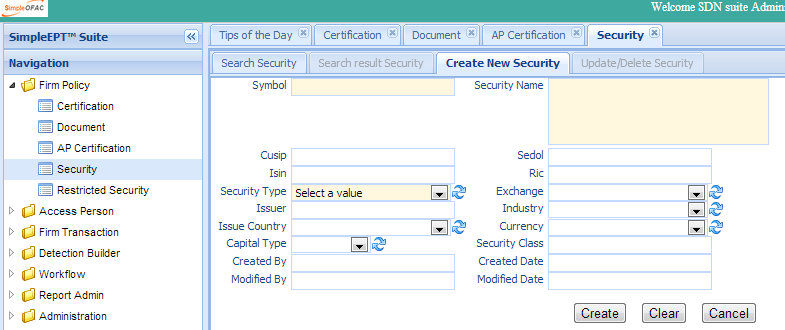 SimpleOFAC
Welcome SDN suite Admin
SimpleEPT™ Suite
Navigation
Firm Policy
Certification
Document
AP Certification
Security
Restricted Security
Access Person
Firm Transaction
Detection Builder
Workflow
Report Admin
Administration
Tips of the Day Certification Document AP Certification Security
Search Security Search result Security Create New Security Update/Delete Security
Symbol Security Name
Cusip Sedol
Isin Ric
Security Type Select a value Exchange
Issuer Industry
Issue Country Currency
Capital Type Security Class
Created By Created Date
Modified By Modified Date
Create Clear Cancel